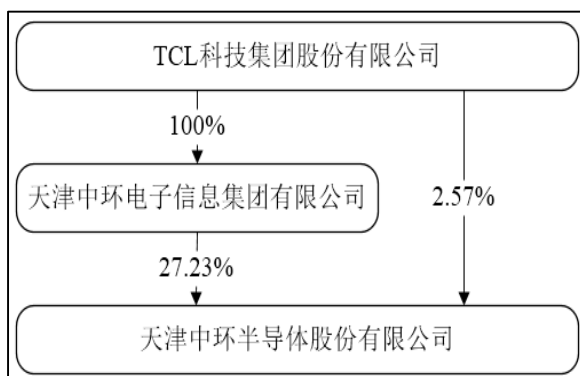 TCL科技集团股份有限公司
100%
天津中环电子信息集团有限公司
2.57%
27.23%
天津中环半导体股份有限公司